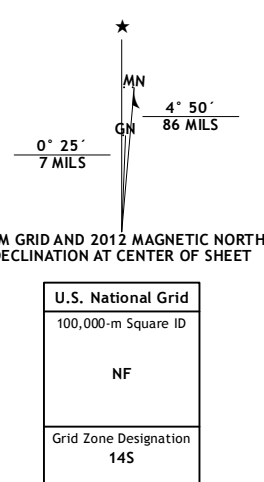 ★
MN
4° 50´
86 MILS
GN
0° 25´
7 MILS
M GRID AND 2012 MAGNETIC NORTH
DECLINATION AT CENTER OF SHEET
U.S. National Grid
100,000-m Square ID
NF
Grid Zone Designation
14S